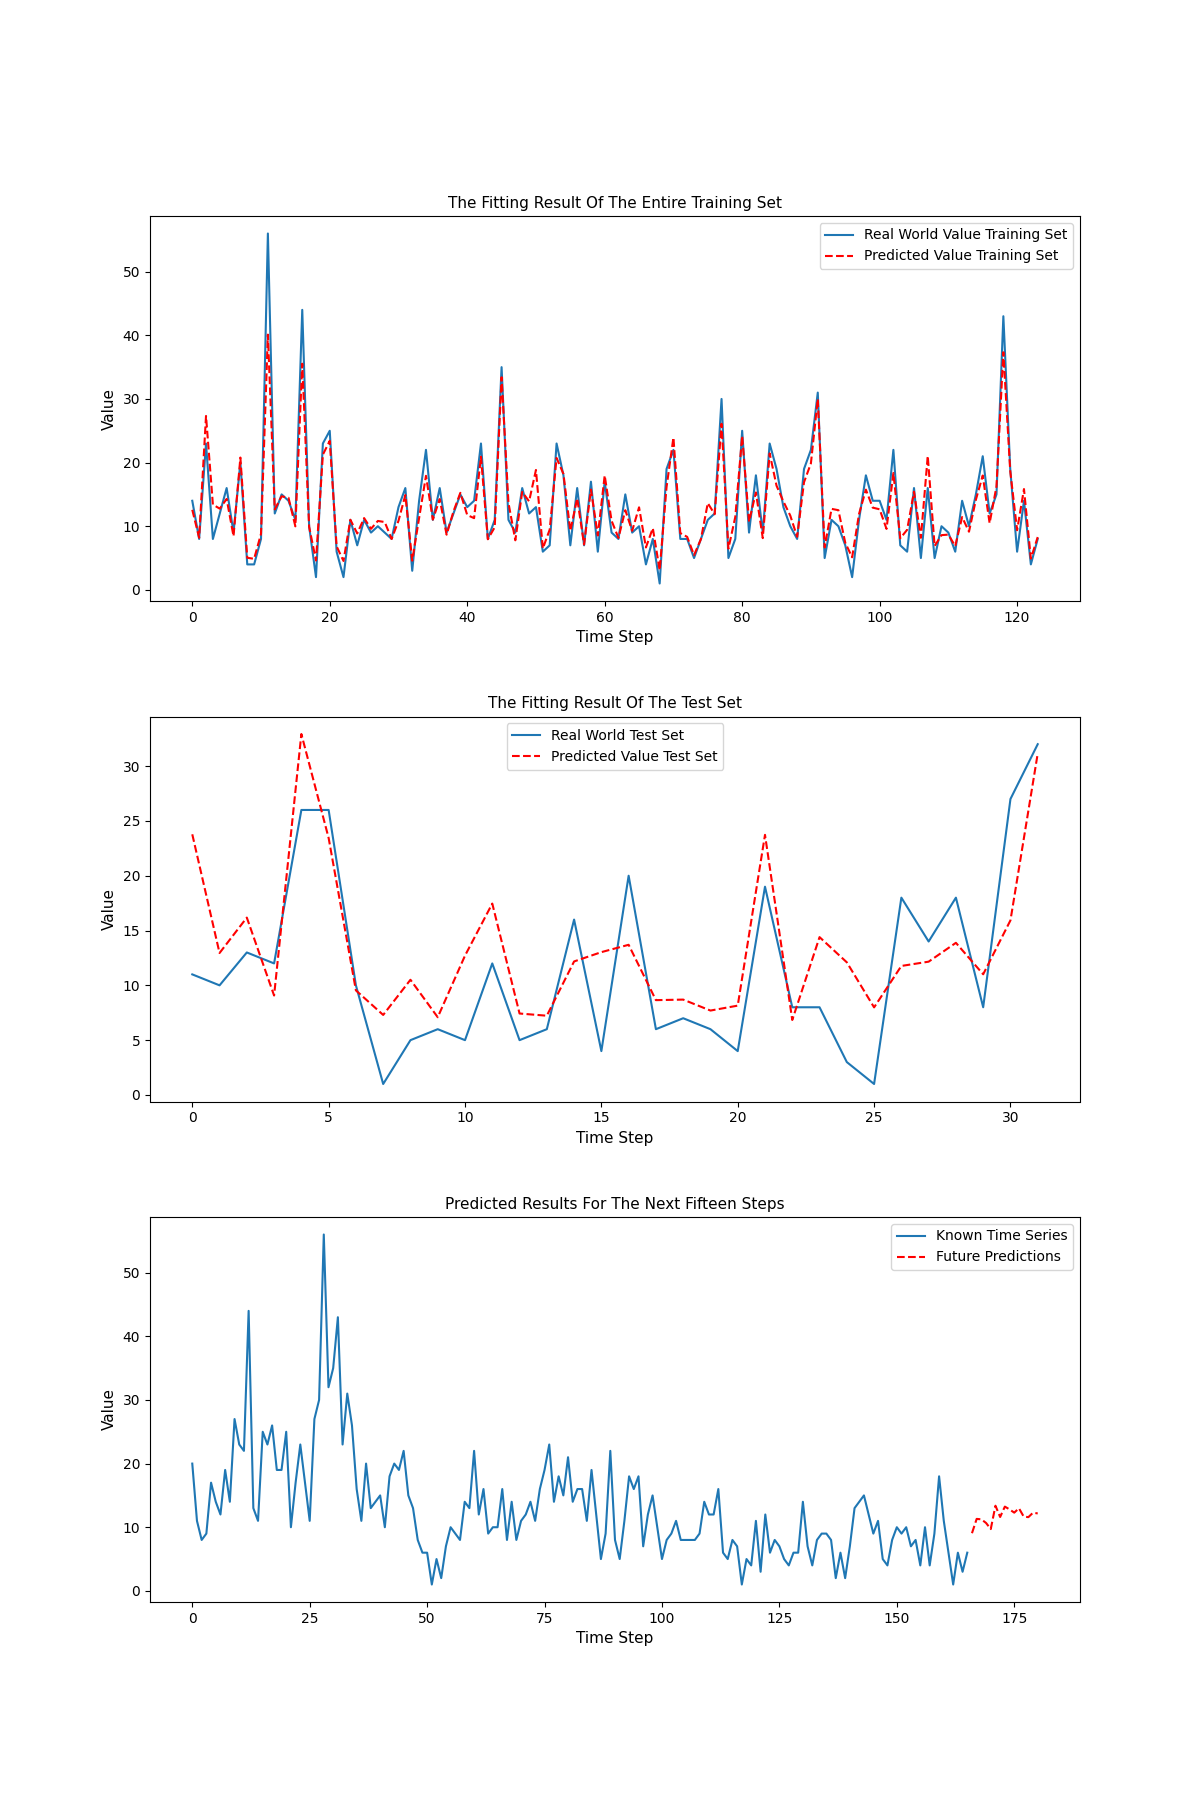 The Fitting Result Of The Entire Training Set
Real World Value Training Set
Predicted Value Training Set
Value
50
40
30
20
10
0
0 20 40 60 80 100 120
Time Step
The Fitting Result Of The Test Set
Real World Test Set
Predicted Value Test Set
Value
30
25
20
15
10
5
0
0 5 10 15 20 25 30
Time Step
Predicted Results For The Next Fifteen Steps
Known Time Series
Future Predictions
Value
50
40
30
20
10
0
0 25 50 75 100 125 150 175
Time Step